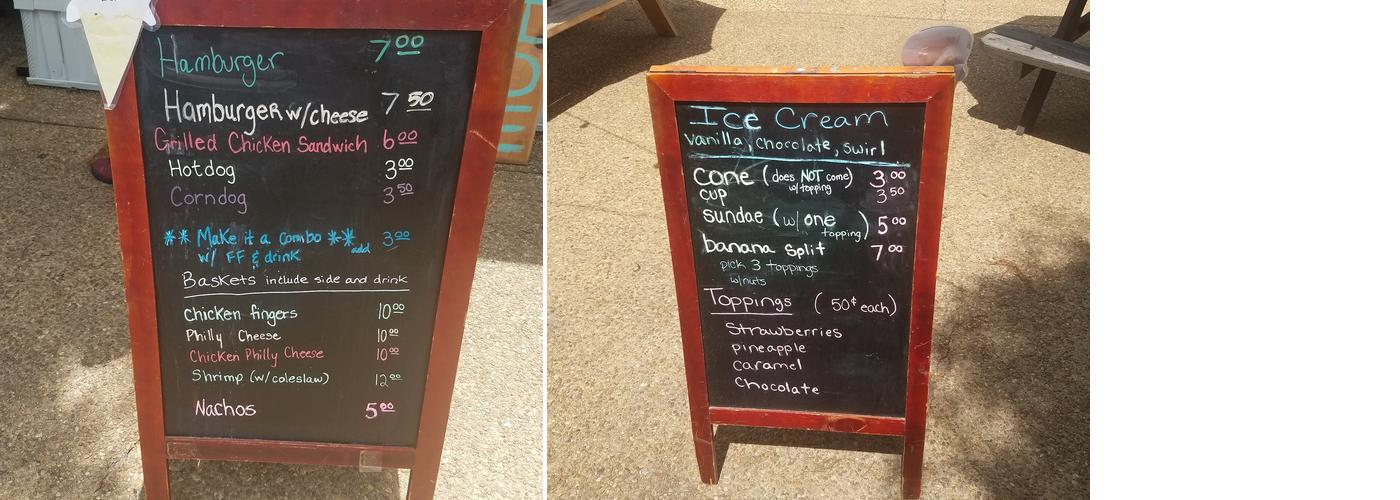 Hamburger 7 00
Hamburger w/cheese 7 50
Grilled Chicken Sandwich 6 00
Hotdog 3 00
Corndog 3 50
** Make it a combo ** add 3 00
w/ FF & drink
Baskets include side and drink
Chicken fingers 10 00
Philly Cheese 10 00
Chicken Philly Cheese 10 00
Shrimp (w/coleslaw) 12 00
Nachos 5 00
Ice Cream
vanilla, chocolate, swirl
cone (does NOT come w/topping) 3 00
cup 3 50
sundae (w/ one topping) 5 00
banana split 7 00
pick 3 toppings
w/nuts
Toppings (50¢ each)
Strawberries
pineapple
caramel
Chocolate